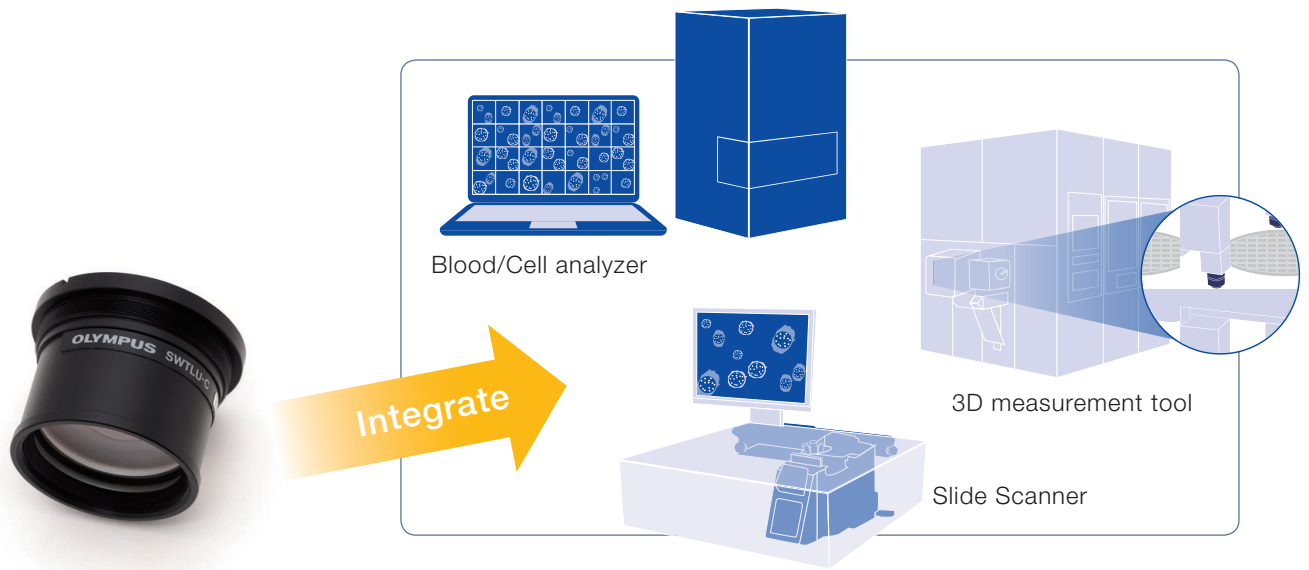 Blood/Cell analyzer
OLYMPUS SWTLU-C
Integrate
3D measurement tool
Slide Scanner